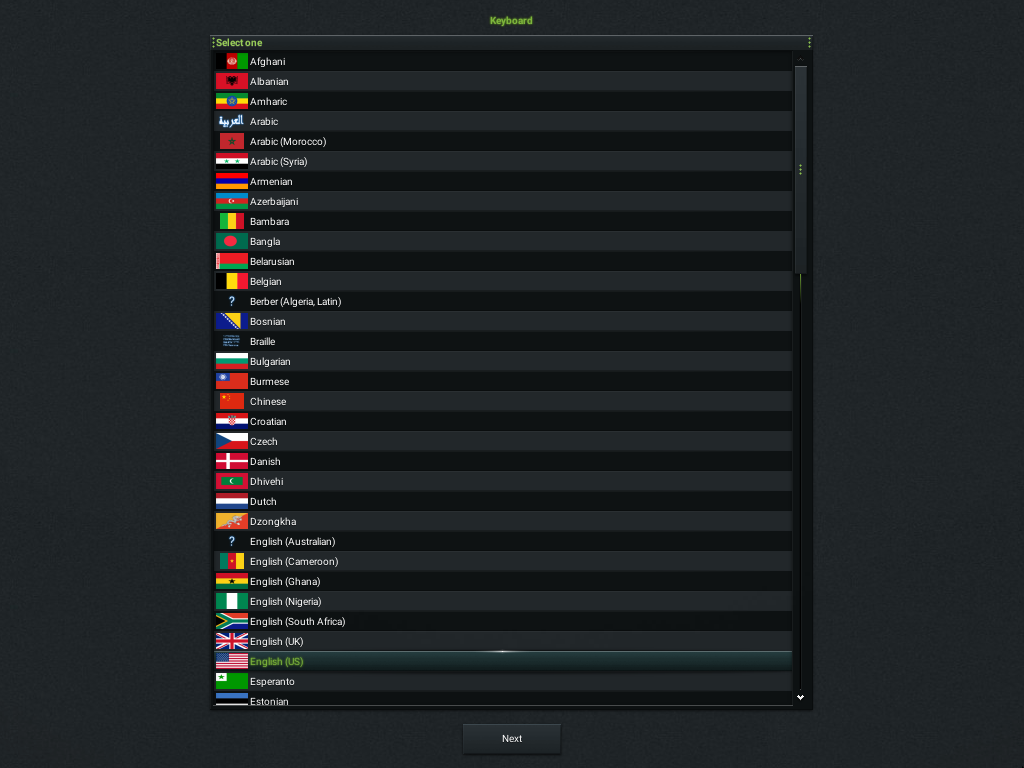 Keyboard
Select one
Afghani
Albanian
Amharic
العربية Arabic
Arabic (Morocco)
Arabic (Syria)
Armenian
Azerbaijani
Bambara
Bangla
Belarusian
Belgian
? Berber (Algeria, Latin)
Bosnian
Braille
Bulgarian
Burmese
Chinese
Croatian
Czech
Danish
Dhivehi
Dutch
Dzongkha
? English (Australian)
English (Cameroon)
English (Ghana)
English (Nigeria)
English (South Africa)
English (UK)
English (US)
Esperanto
Estonian
Next